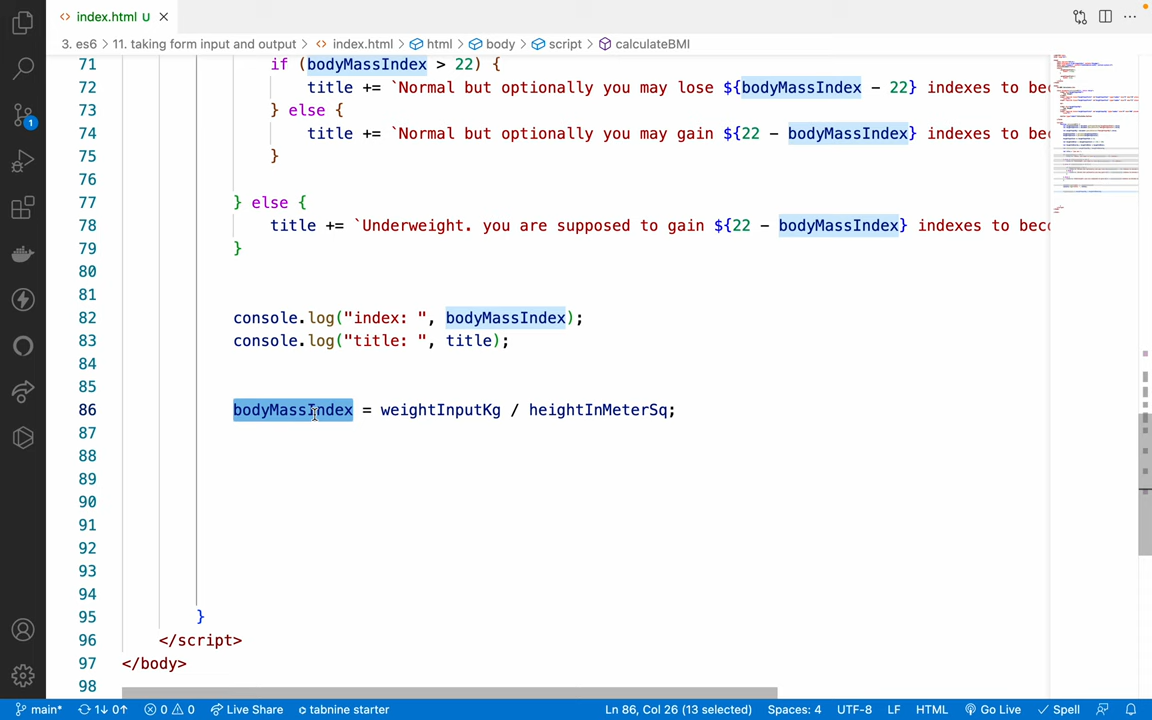 index.html U
3. es6 > 11. taking form input and output > index.html > html > body > script > calculateBMI
71 if (bodyMassIndex > 22) {
72 title += `Normal but optionally you may lose ${bodyMassIndex - 22} indexes to bec
73 } else {
74 title += `Normal but optionally you may gain ${22 - bodyMassIndex} indexes to bec
75 }
76
77 } else {
78 title += `Underweight. you are supposed to gain ${22 - bodyMassIndex} indexes to beco
79 }
80
81
82 console.log("index: ", bodyMassIndex);
83 console.log("title: ", title);
84
85
86 bodyMassIndex = weightInputKg / heightInMeterSq;
87
88
89
90
91
92
93
94
95 }
96 </script>
97 </body>
98
1
main* 1↓ 0↑ 0 0 Live Share tabnine starter Ln 86, Col 26 (13 selected) Spaces: 4 UTF-8 LF HTML Go Live Spell